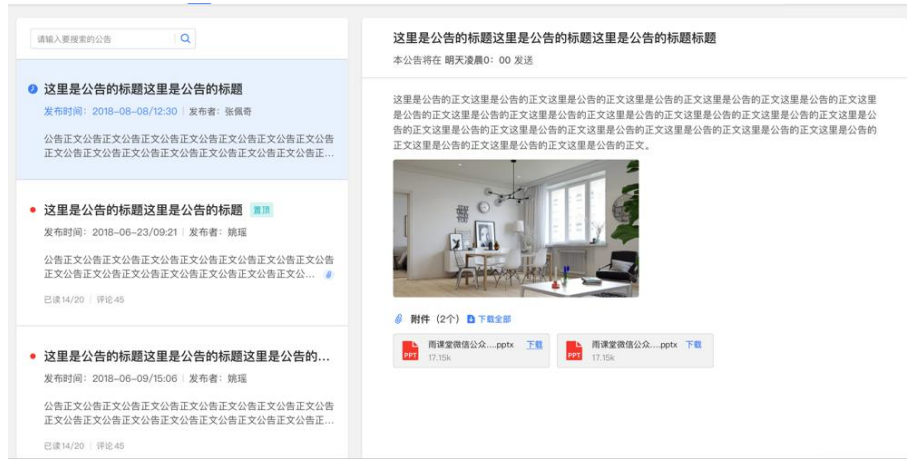 请输入要搜索的公告
这里是公告的标题这里是公告的标题
发布时间：2018-08-08/12:30 | 发布者：张佩奇
公告正文公告正文公告正文公告正文公告正文公告正文公告正文公告
正文公告正文公告正文公告正文公告正文公告正文公告正文公告正…
这里是公告的标题这里是公告的标题 置顶
发布时间：2018-06-23/09:21 | 发布者：姚瑶
公告正文公告正文公告正文公告正文公告正文公告正文公告正文公告
正文公告正文公告正文公告正文公告正文公告正文公告正文公…
已读14/20 | 评论45
这里是公告的标题这里是公告的标题这里是公告的…
发布时间：2018-06-09/15:06 | 发布者：姚瑶
公告正文公告正文公告正文公告正文公告正文公告正文公告正文公告
正文公告正文公告正文公告正文公告正文公告正文公告正文公告正…
已读14/20 | 评论45
这里是公告的标题这里是公告的标题这里是公告的标题标题
本公告将在 明天凌晨0：00 发送
这里是公告的正文这里是公告的正文这里是公告的正文这里是公告的正文这里是公告的正文这里是公告的正文这里
是公告的正文这里是公告的正文这里是公告的正文这里是公告的正文这里是公告的正文这里是公告的正文这里是公
告的正文这里是公告的正文这里是公告的正文这里是公告的正文这里是公告的正文这里是公告的正文这里是公告的
正文这里是公告的正文这里是公告的正文这里是公告的正文。
附件（2个） 下载全部
PPT 雨课堂微信公众....pptx 下载
17.15k
PPT 雨课堂微信公众....pptx 下载
17.15k